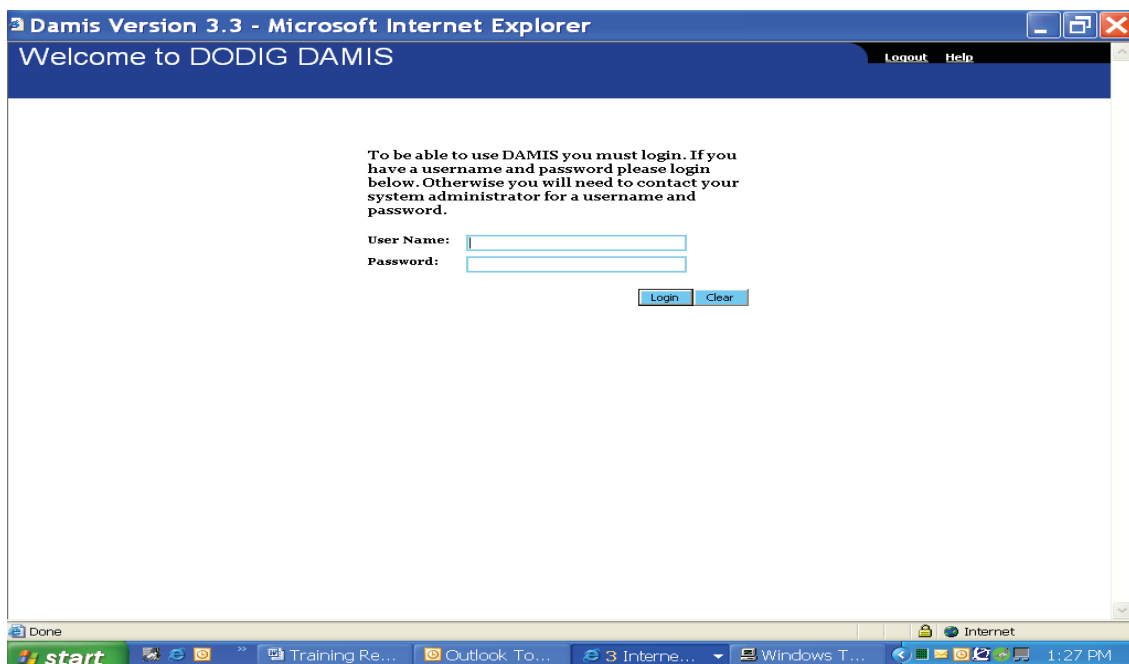 Damis Version 3.3 - Microsoft Internet Explorer
Welcome to DODIG DAMIS
Logout Help
To be able to use DAMIS you must login. If you
have a username and password please login
below. Otherwise you will need to contact your
system administrator for a username and
password.
User Name:
Password:
Login Clear
Done Internet
start » Training Re... Outlook To... 3 Interne... Windows T... 1:27 PM